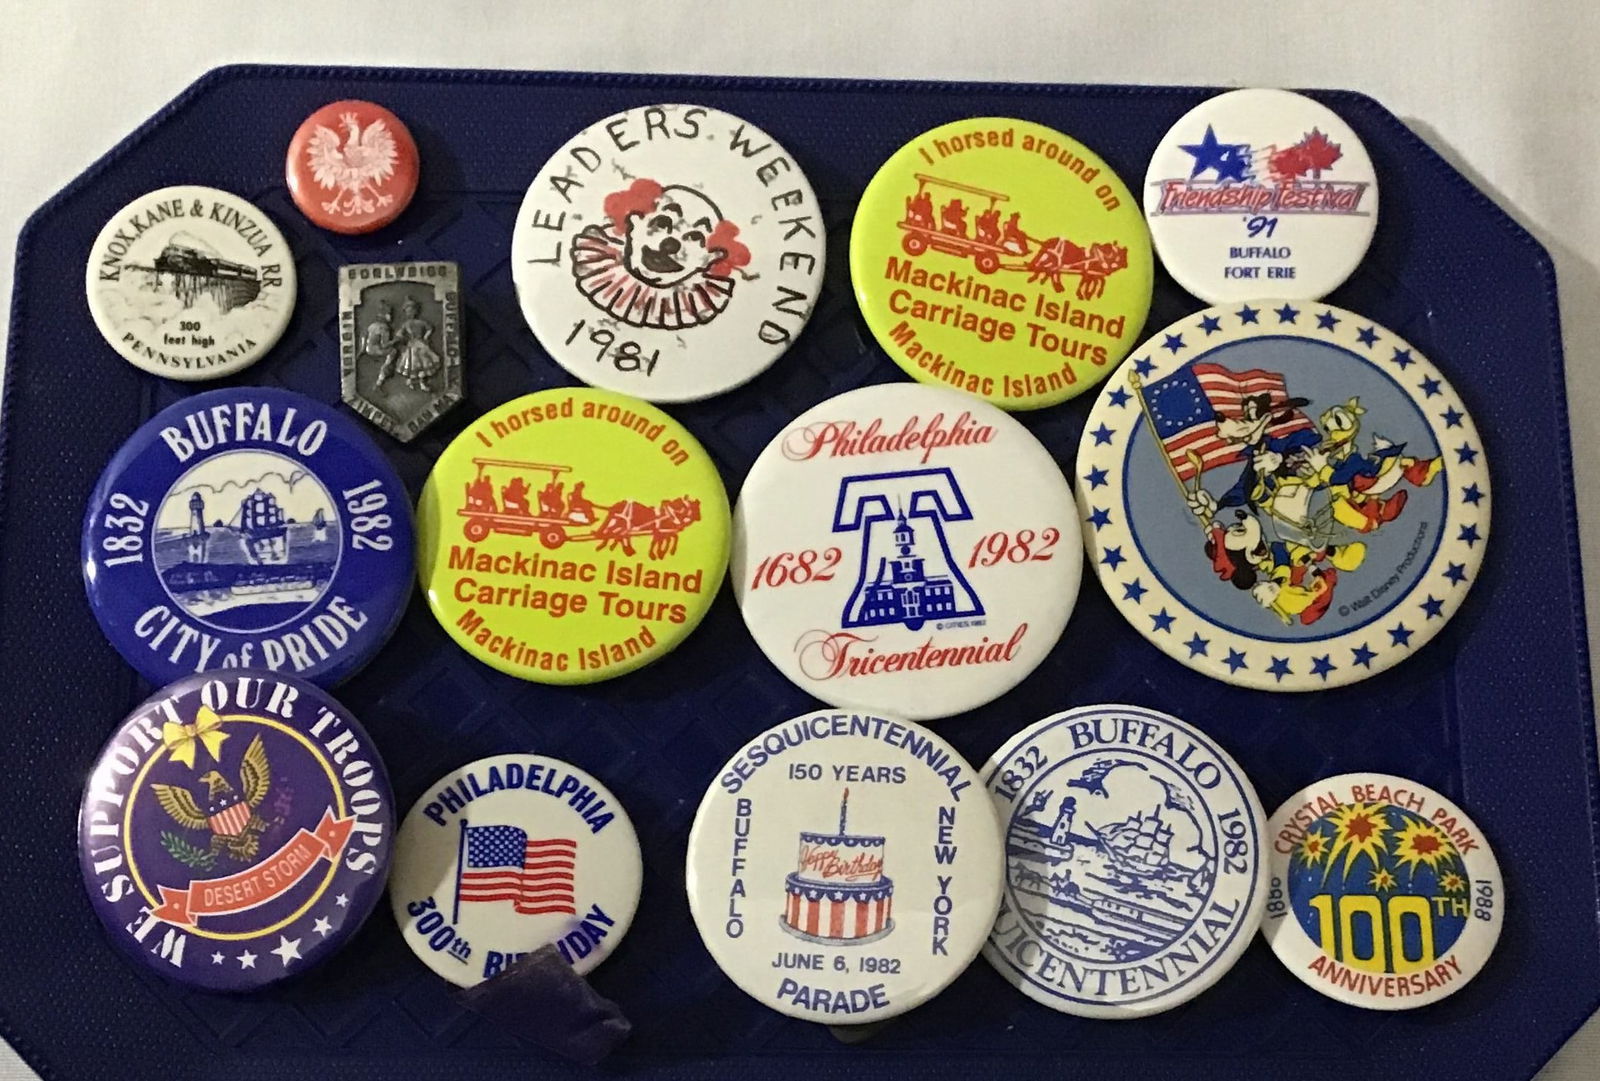 KNOX, KANE & KINZUA RR
300
feet high
PENNSYLVANIA
LEADERS WEEKEND
1981
I horsed around on
Mackinac Island
Carriage Tours
Mackinac Island
Friendship Festival
'91
BUFFALO
FORT ERIE
BUFFALO
1832
1982
CITY of PRIDE
I horsed around on
Mackinac Island
Carriage Tours
Mackinac Island
Philadelphia
1682
1982
Tricentennial
© Walt Disney Productions
WE SUPPORT OUR TROOPS
DESERT STORM
PHILADELPHIA
300th
SESQUICENTENNIAL
150 YEARS
BUFFALO
NEW YORK
Happy Birthday
JUNE 6, 1982
PARADE
1832
BUFFALO
1982
UICENTENNIAL
CRYSTAL BEACH PARK
1988
100TH
ANNIVERSARY